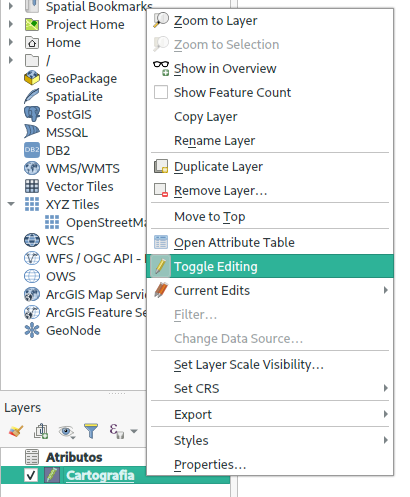 Spatial Bookmarks
Project Home
Home
/
GeoPackage
SpatiaLite
PostGIS
MSSQL
DB2
DB2
WMS/WMTS
Vector Tiles
XYZ Tiles
OpenStreetMa
WCS
WFS / OGC API -
OWS
ArcGIS Map Servi
ArcGIS Feature Se
GeoNode
Zoom to Layer
Zoom to Selection
Show in Overview
Show Feature Count
Copy Layer
Rename Layer
Duplicate Layer
Remove Layer…
Move to Top
Open Attribute Table
Toggle Editing
Current Edits
Filter…
Change Data Source…
Set Layer Scale Visibility…
Set CRS
Export
Styles
Properties…
Layers
Atributos
Cartografia